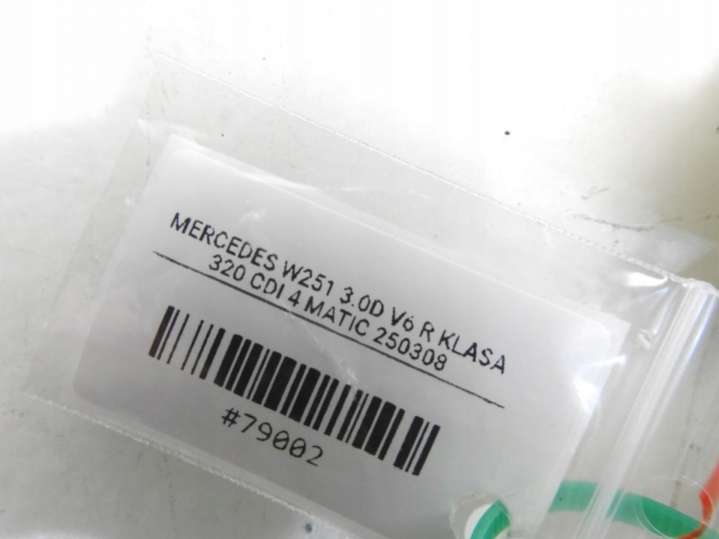 MERCEDES W251 3.0D V6 R KLASA
320 CDI 4 MATIC 250308
#79002